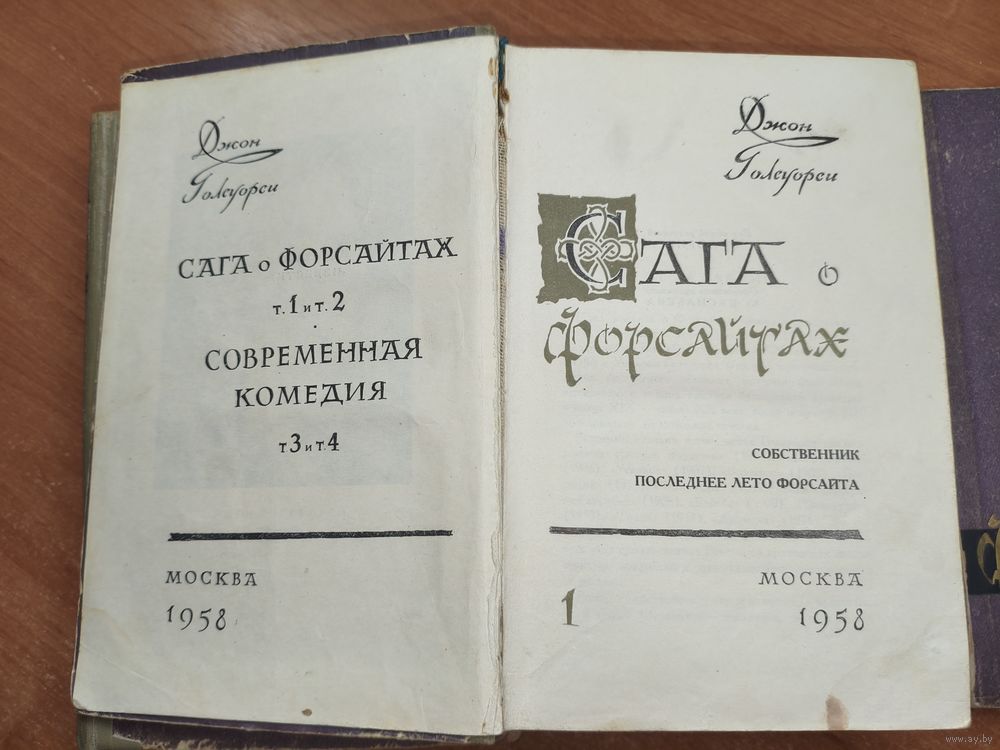 Джон
Голсуорси
САГА о ФОРСАЙТАХ
т.1 и т.2
СОВРЕМЕННАЯ
КОМЕДИЯ
т3 и т.4
МОСКВА
1958
Джон
Голсуорси
САГА о
ФОРСАЙТАХ
СОБСТВЕННИК
ПОСЛЕДНЕЕ ЛЕТО ФОРСАЙТА
1
МОСКВА
1958
www.ay.by